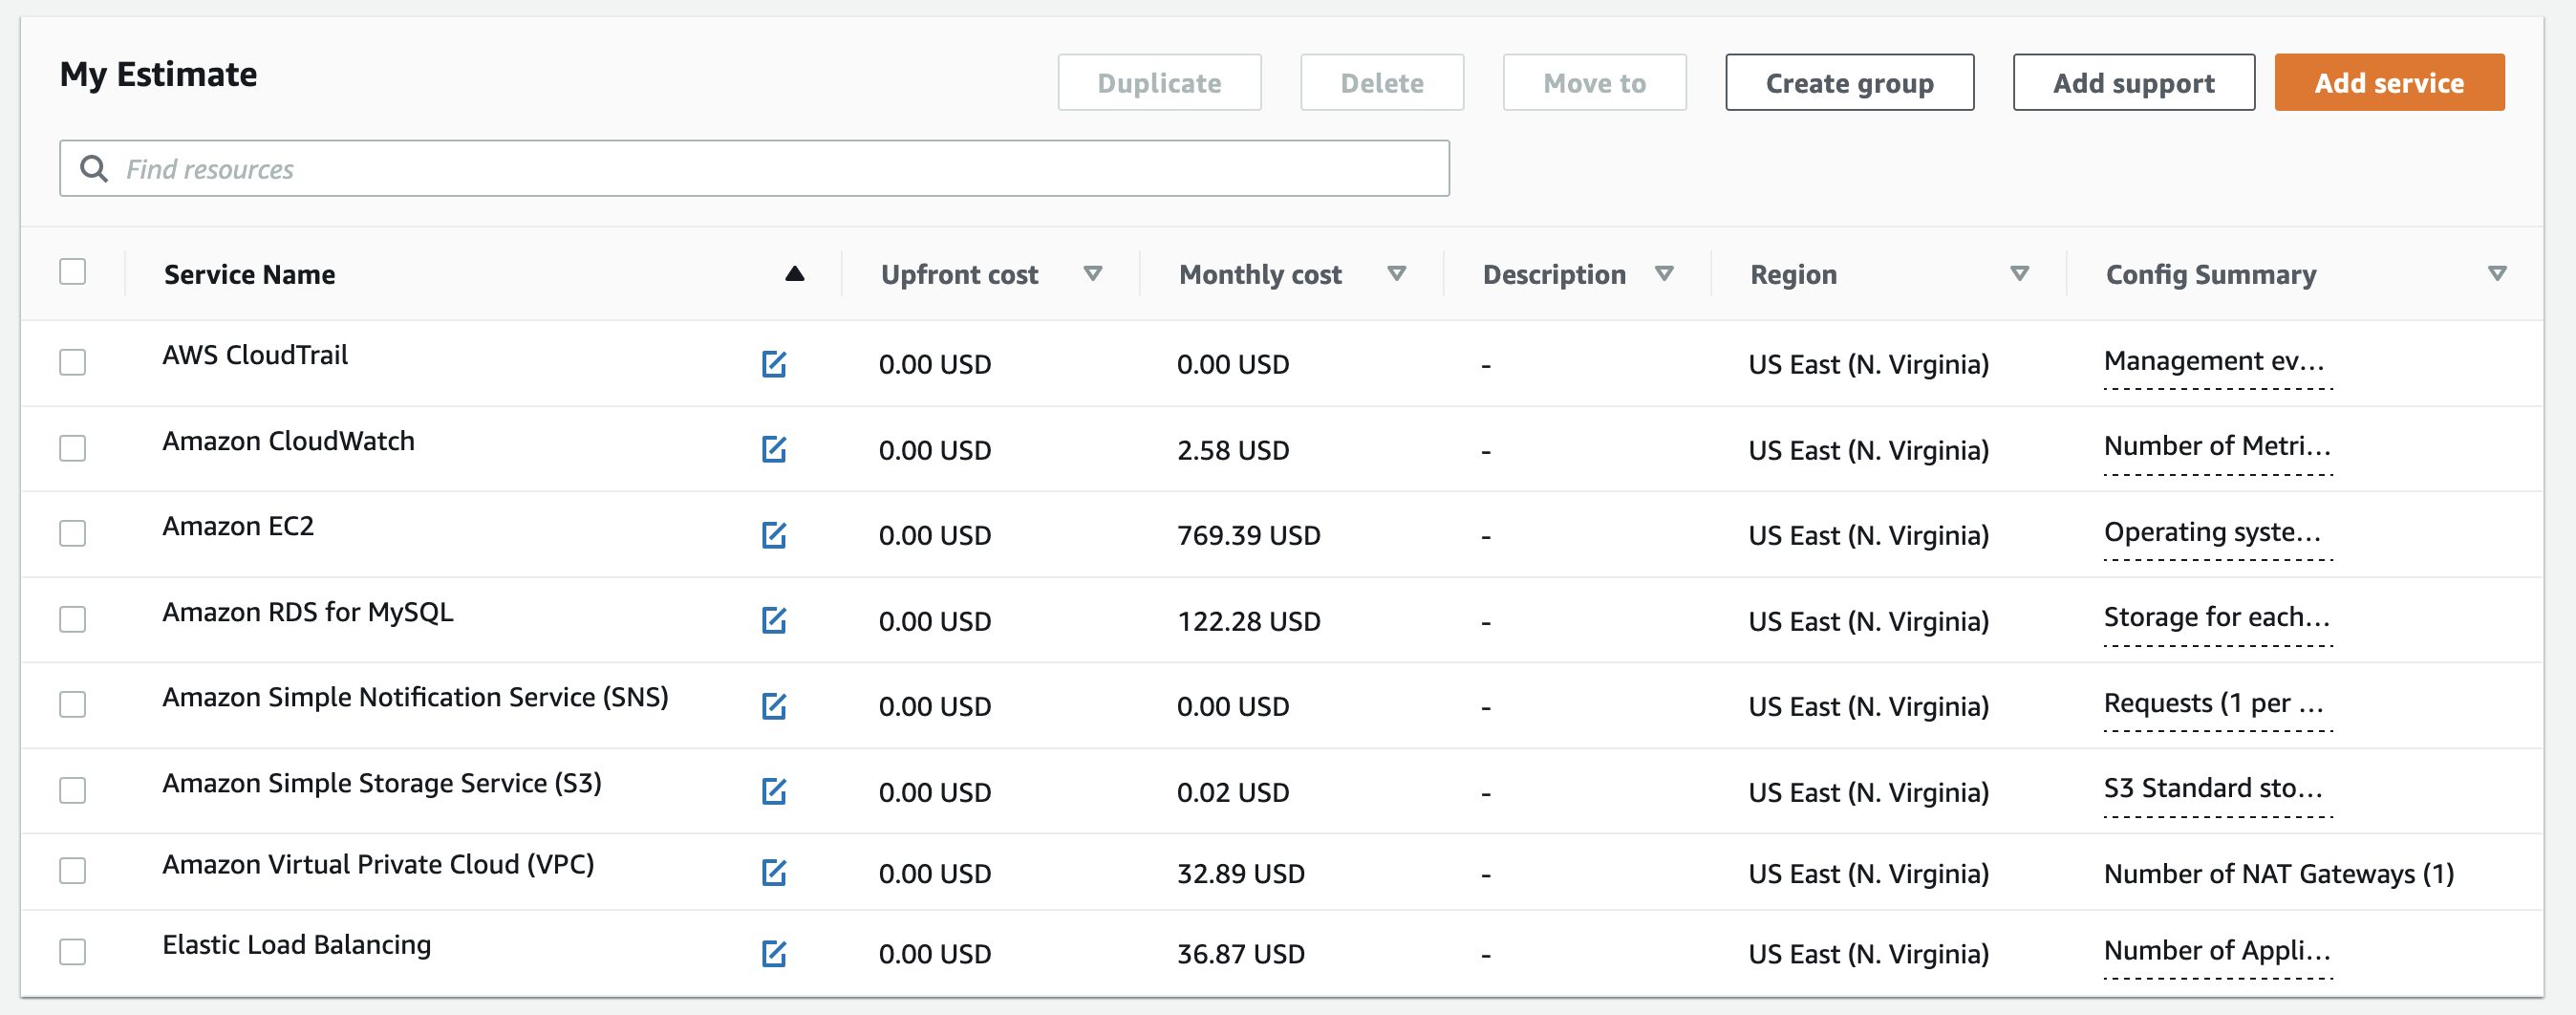 My Estimate
Duplicate
Delete
Move to
Create group
Add support
Add service
Find resources
Service Name Upfront cost Monthly cost Description Region Config Summary
AWS CloudTrail 0.00 USD 0.00 USD - US East (N. Virginia) Management ev...
Amazon CloudWatch 0.00 USD 2.58 USD - US East (N. Virginia) Number of Metri...
Amazon EC2 0.00 USD 769.39 USD - US East (N. Virginia) Operating syste...
Amazon RDS for MySQL 0.00 USD 122.28 USD - US East (N. Virginia) Storage for each...
Amazon Simple Notification Service (SNS) 0.00 USD 0.00 USD - US East (N. Virginia) Requests (1 per ...
Amazon Simple Storage Service (S3) 0.00 USD 0.02 USD - US East (N. Virginia) S3 Standard sto...
Amazon Virtual Private Cloud (VPC) 0.00 USD 32.89 USD - US East (N. Virginia) Number of NAT Gateways (1)
Elastic Load Balancing 0.00 USD 36.87 USD - US East (N. Virginia) Number of Appli...